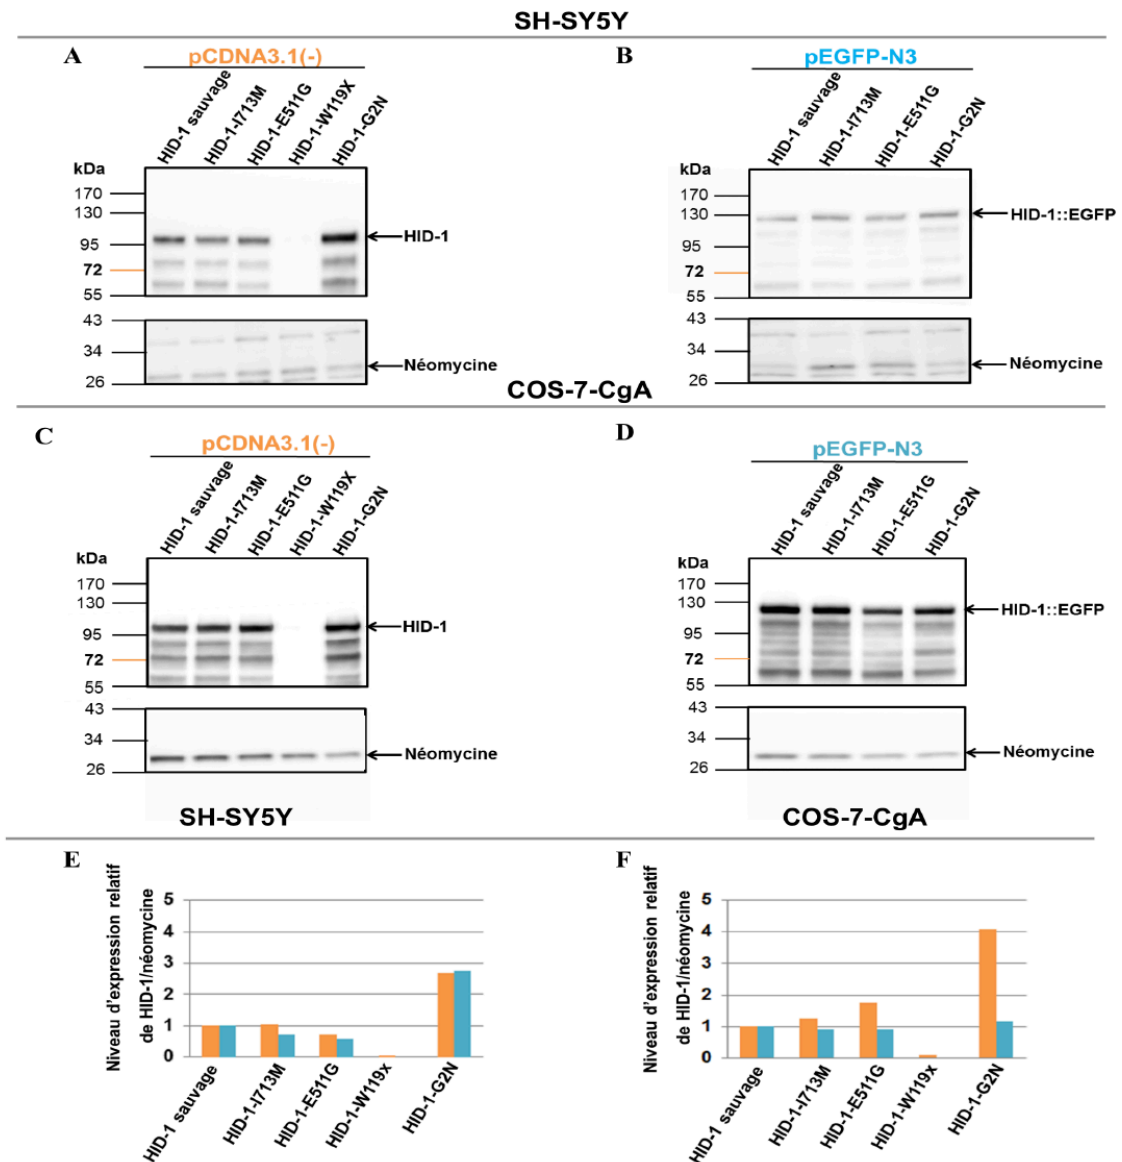 SH-SY5Y
A
pCDNA3.1(-)
HID-1 sauvage
HID-1-I713M
HID-1-E511G
HID-1-W119X
HID-1-G2N
kDa
170
130
95
72
55
HID-1
43
34
26
Néomycine
B
pEGFP-N3
HID-1 sauvage
HID-1-I713M
HID-1-E511G
HID-1-G2N
kDa
170
130
95
72
55
HID-1::EGFP
43
34
26
Néomycine
COS-7-CgA
C
pCDNA3.1(-)
HID-1 sauvage
HID-1-I713M
HID-1-E511G
HID-1-W119X
HID-1-G2N
kDa
170
130
95
72
55
HID-1
43
34
26
Néomycine
D
pEGFP-N3
HID-1 sauvage
HID-1-I713M
HID-1-E511G
HID-1-G2N
kDa
170
130
95
72
55
HID-1::EGFP
43
34
26
Néomycine
SH-SY5Y
COS-7-CgA
E
Niveau d'expression relatif
de HID-1/néomycine
5
4
3
2
1
0
HID-1 sauvage
HID-1-I713M
HID-1-E511G
HID-1-W119x
HID-1-G2N
F
Niveau d'expression relatif
de HID-1/néomycine
5
4
3
2
1
0
HID-1 sauvage
HID-1-I713M
HID-1-E511G
HID-1-W119x
HID-1-G2N